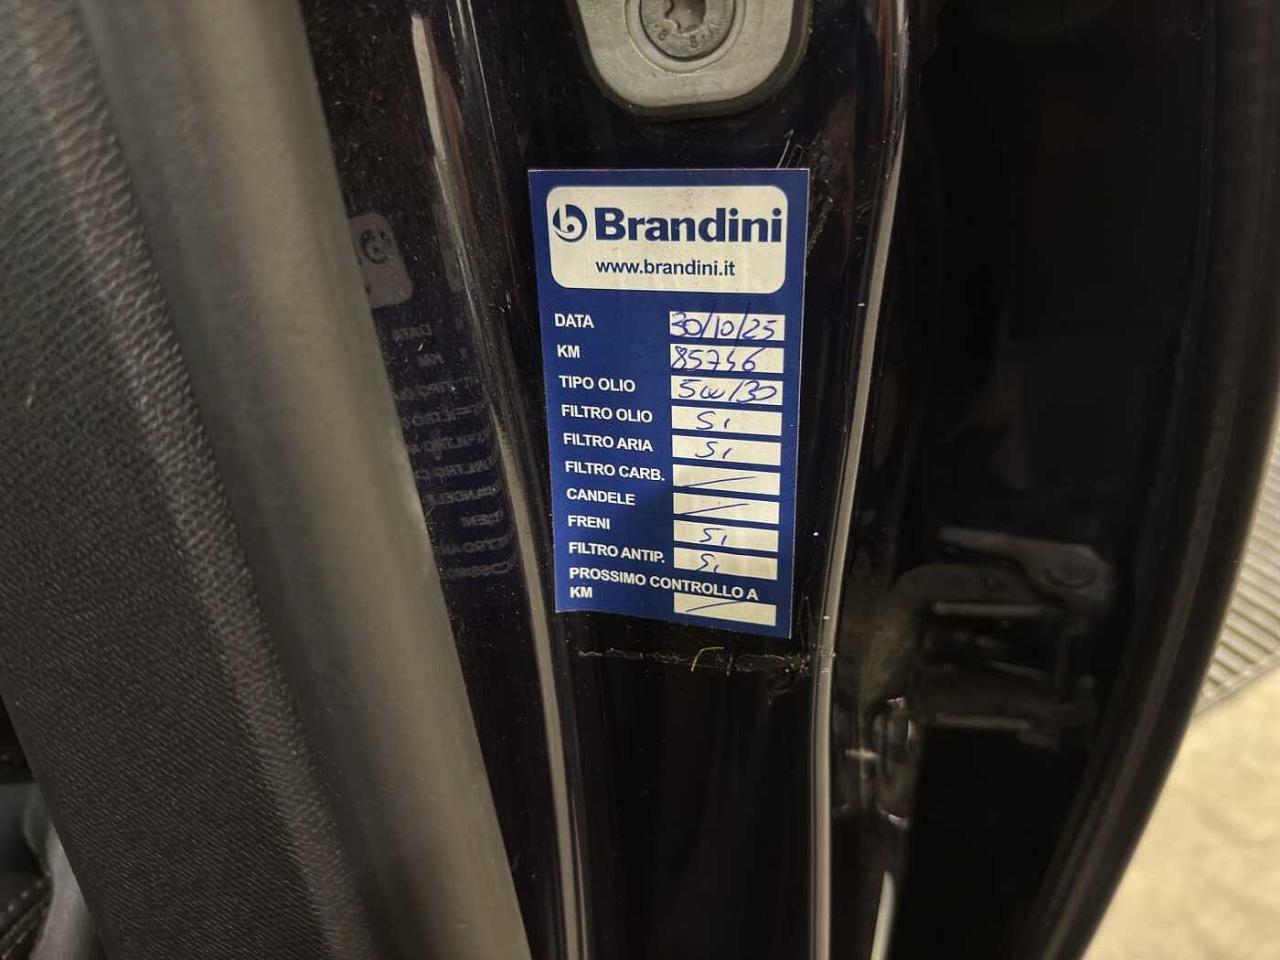 Brandini
www.brandini.it
DATA 30/10/25
KM 85746
TIPO OLIO 5W/30
FILTRO OLIO Si
FILTRO ARIA Si
FILTRO CARB. /
CANDELE /
FRENI Si
FILTRO ANTIP. Si
PROSSIMO CONTROLLO A
KM /